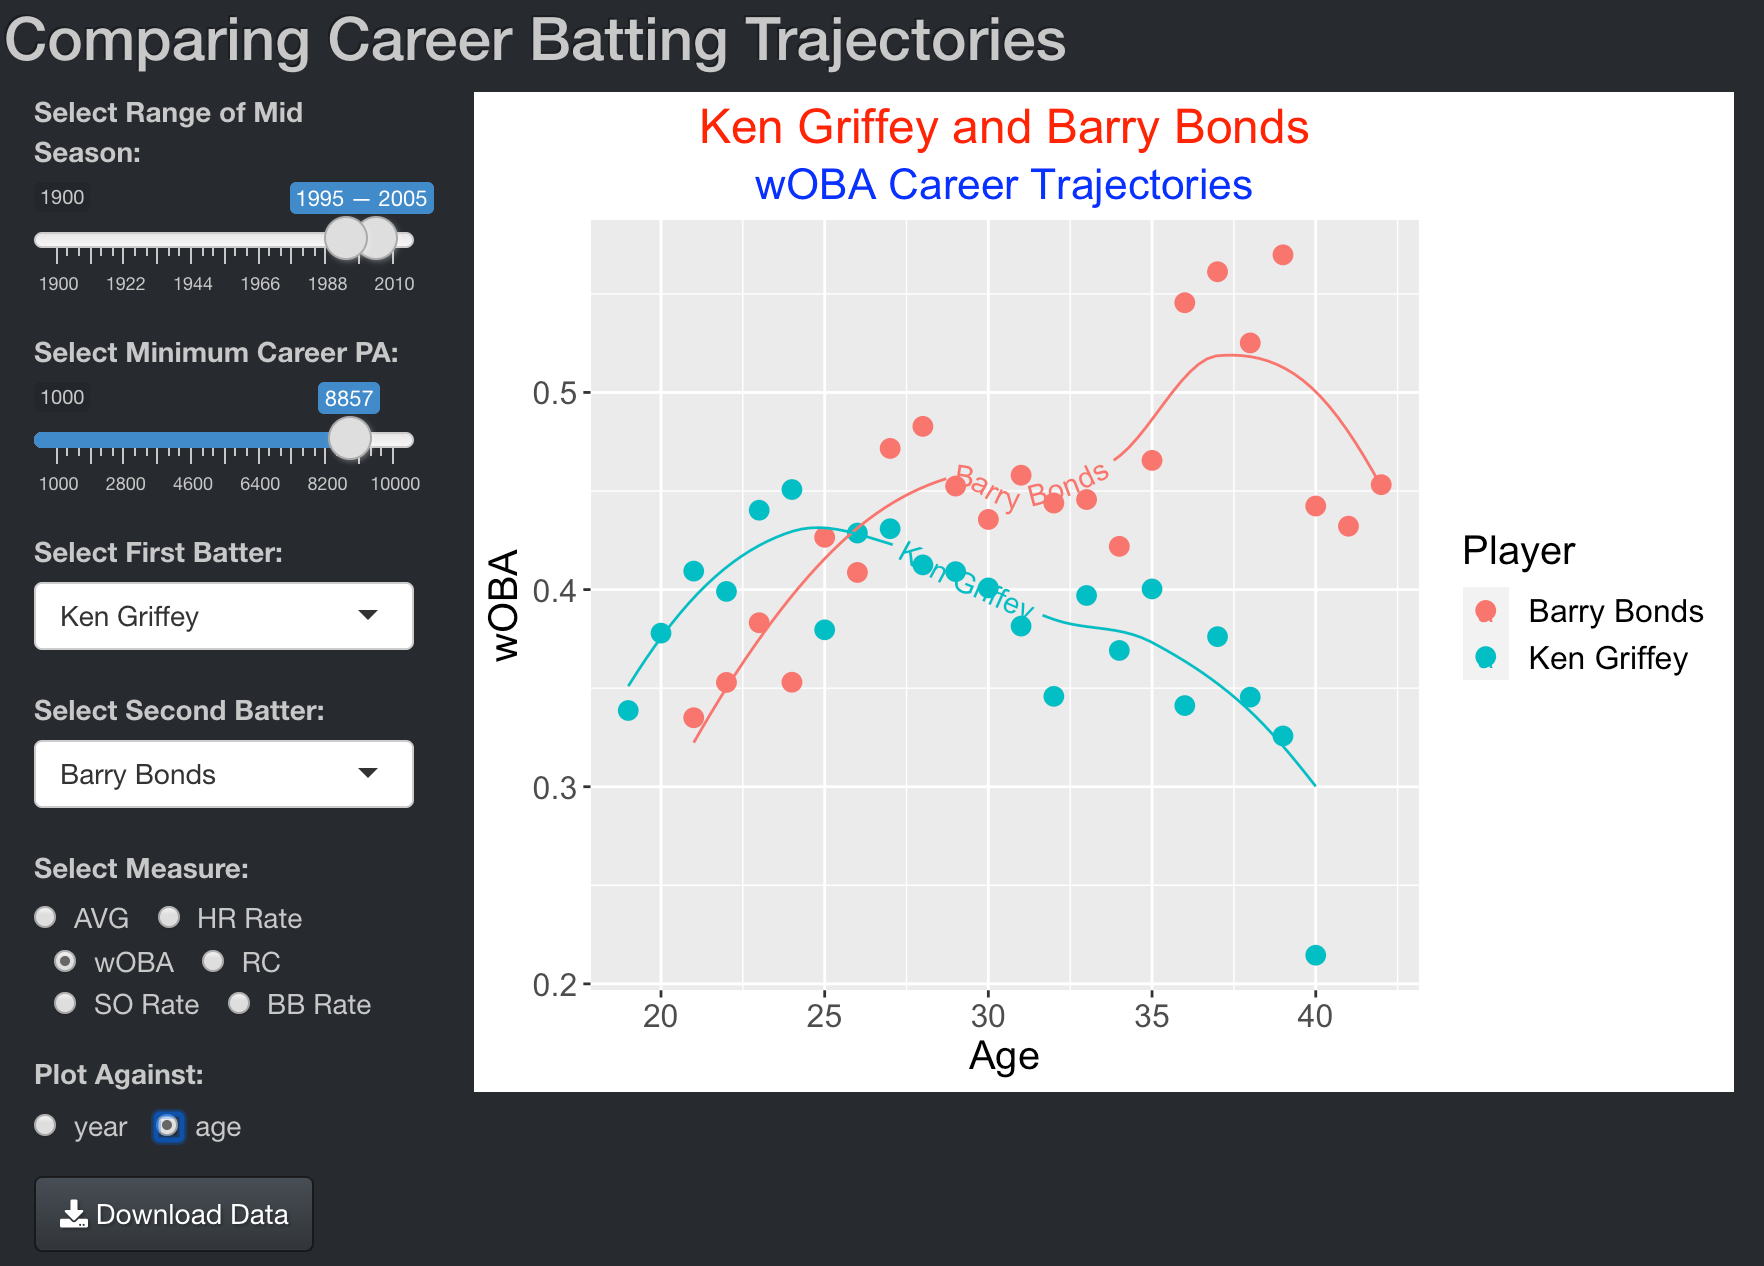 Comparing Career Batting Trajectories
Select Range of Mid
Season:
1900
1995 — 2005
1900 1922 1944 1966 1988 2010
Select Minimum Career PA:
1000
8857
1000 2800 4600 6400 8200 10000
Select First Batter:
Ken Griffey
Select Second Batter:
Barry Bonds
Select Measure:
AVG HR Rate
wOBA RC
SO Rate BB Rate
Plot Against:
year age
Download Data
Ken Griffey and Barry Bonds
wOBA Career Trajectories
wOBA
0.5
0.4
0.3
0.2
Barry Bonds
Ken Griffey
20 25 30 35 40
Age
Player
Barry Bonds
Ken Griffey